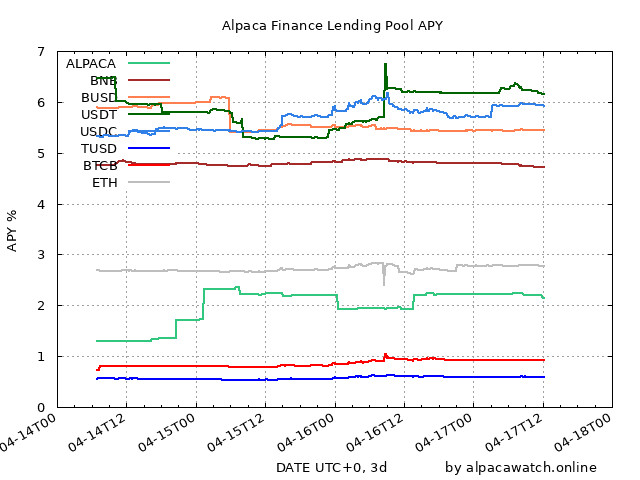 Alpaca Finance Lending Pool APY
7
6
5
4
3
2
1
0
APY %
ALPACA
BNB
BUSD
USDT
USDC
TUSD
BTCB
ETH
04-14T00
04-14T12
04-15T00
04-15T12
04-16T00
04-16T12
04-17T00
04-17T12
04-18T00
DATE UTC+0, 3d
by alpacawatch.online